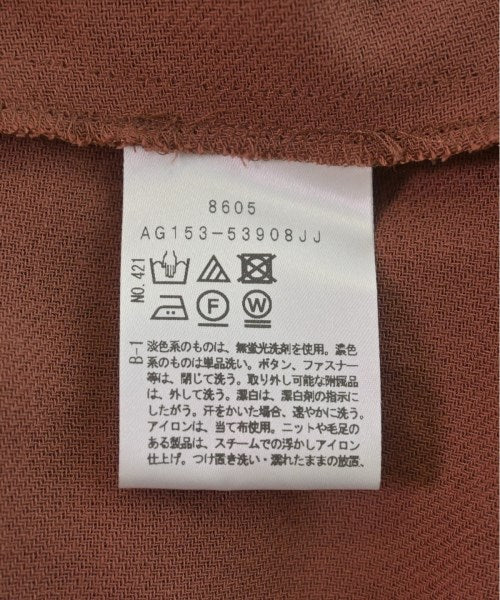 8605
AG153-53908JJ
NO.421
F
W
B-1
淡色系のものは、無蛍光洗剤を使用。濃色
系のものは単品洗い。ボタン、ファスナー
等は、閉じて洗う。取り外し可能な附属品
は、外して洗う。漂白は、漂白剤の指示に
したがう。汗をかいた場合、速やかに洗う。
アイロンは、当て布使用。ニットや毛足の
ある製品は、スチームでの浮かしアイロン
仕上げ。つけ置き洗い・濡れたままの放置、